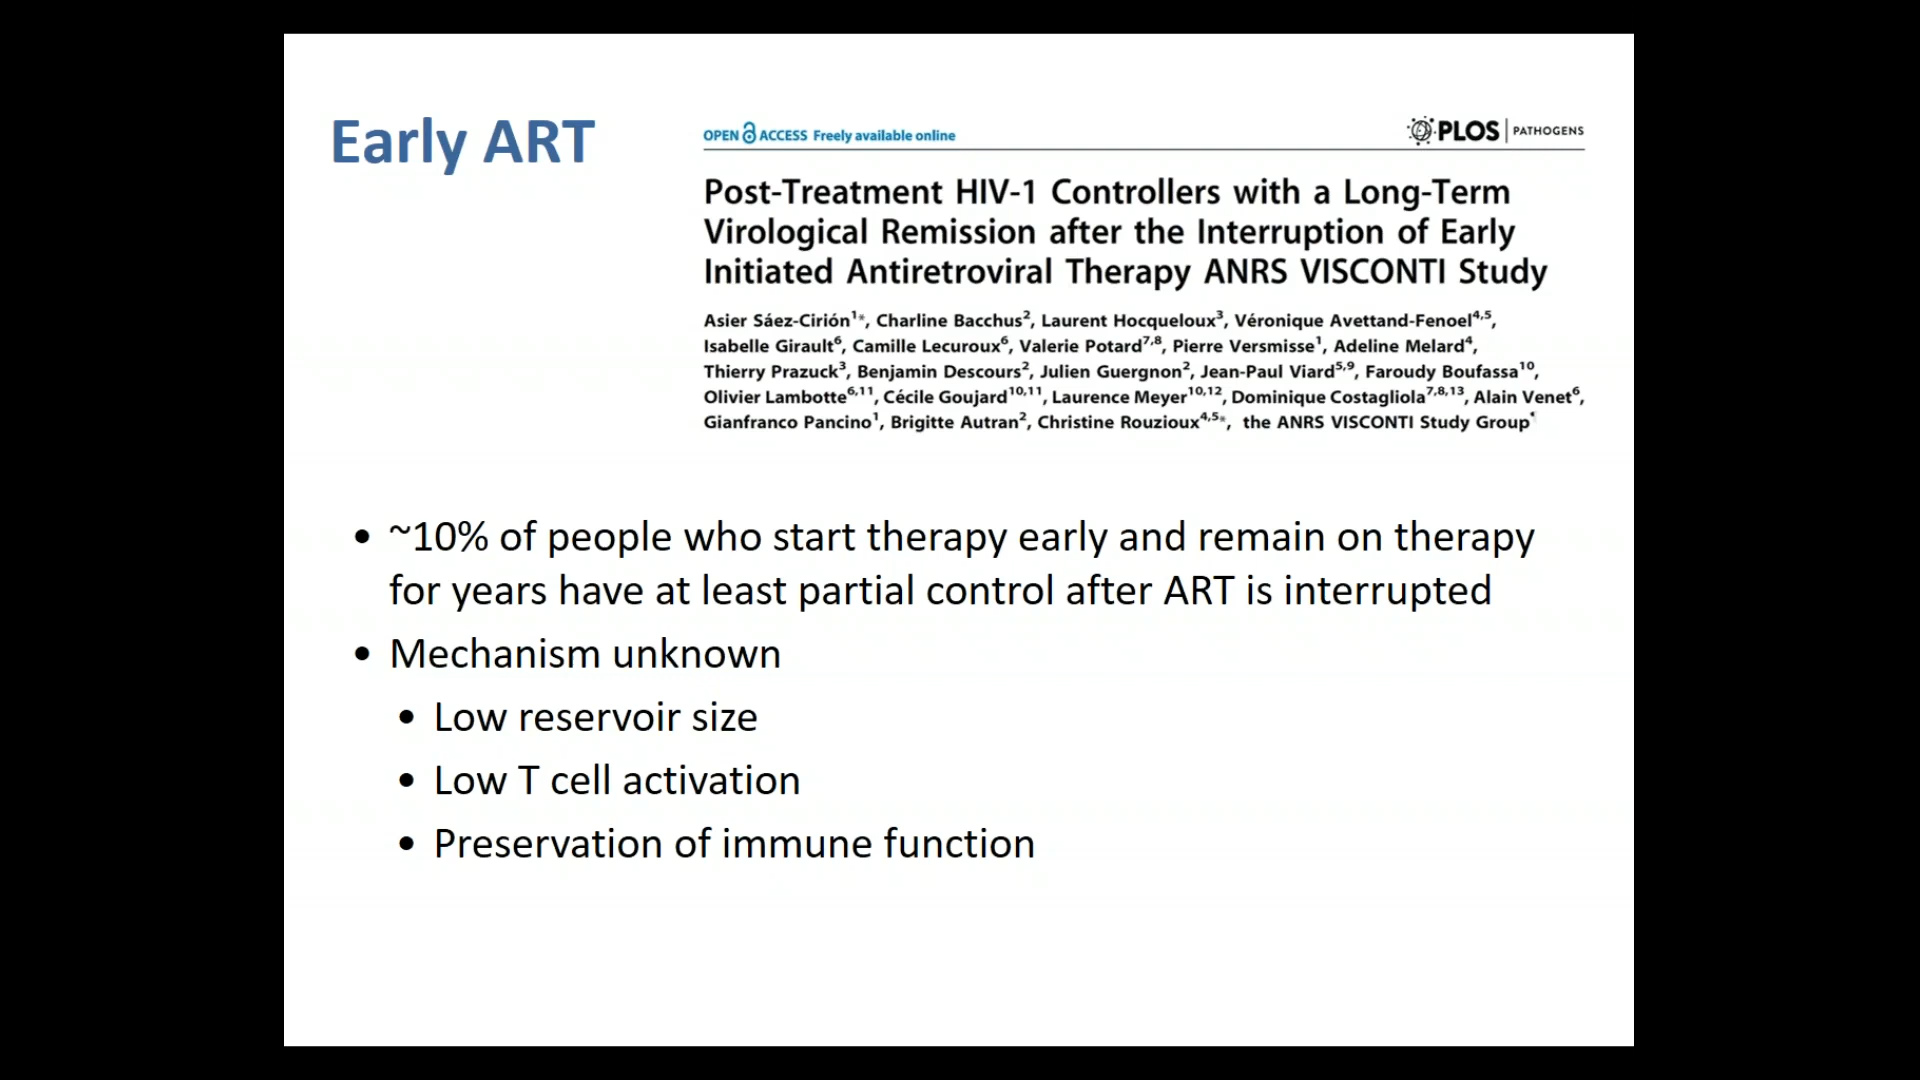 Early ART
OPEN ACCESS Freely available online
PLOS | PATHOGENS
Post-Treatment HIV-1 Controllers with a Long-Term
Virological Remission after the Interruption of Early
Initiated Antiretroviral Therapy ANRS VISCONTI Study
Asier Sáez-Cirión1*, Charline Bacchus2, Laurent Hocqueloux3, Véronique Avettand-Fenoel4,5,
Isabelle Girault6, Camille Lecuroux6, Valerie Potard7,8, Pierre Versmisse1, Adeline Melard4,
Thierry Prazuck3, Benjamin Descours2, Julien Guergnon2, Jean-Paul Viard5,9, Faroudy Boufassa10,
Olivier Lambotte6,11, Cécile Goujard10,11, Laurence Meyer10,12, Dominique Costagliola7,8,13, Alain Venet6,
Gianfranco Pancino1, Brigitte Autran2, Christine Rouzioux4,5*, the ANRS VISCONTI Study Group¶
• ~10% of people who start therapy early and remain on therapy
for years have at least partial control after ART is interrupted
• Mechanism unknown
• Low reservoir size
• Low T cell activation
• Preservation of immune function